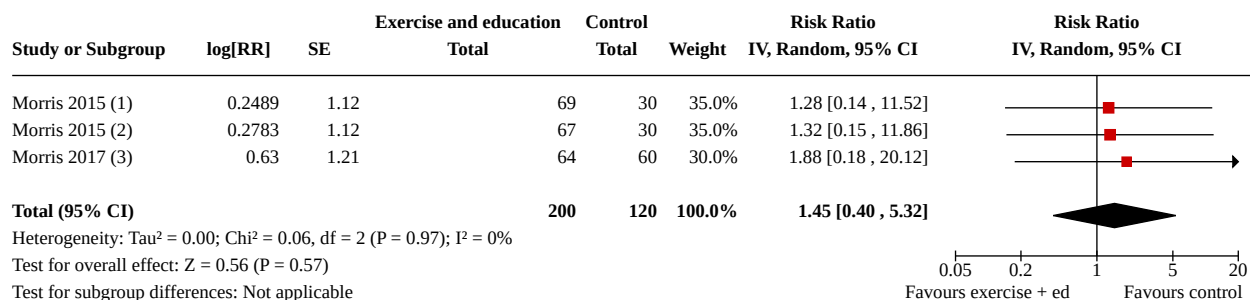 Exercise and education Control Risk Ratio Risk Ratio
Study or Subgroup log[RR] SE Total Total Weight IV, Random, 95% CI IV, Random, 95% CI
Morris 2015 (1) 0.2489 1.12 69 30 35.0% 1.28 [0.14 , 11.52]
Morris 2015 (2) 0.2783 1.12 67 30 35.0% 1.32 [0.15 , 11.86]
Morris 2017 (3) 0.63 1.21 64 60 30.0% 1.88 [0.18 , 20.12]
Total (95% CI) 200 120 100.0% 1.45 [0.40 , 5.32]
Heterogeneity: Tau² = 0.00; Chi² = 0.06, df = 2 (P = 0.97); I² = 0%
Test for overall effect: Z = 0.56 (P = 0.57)
0.05 0.2 1 5 20
Test for subgroup differences: Not applicable Favours exercise + ed Favours control